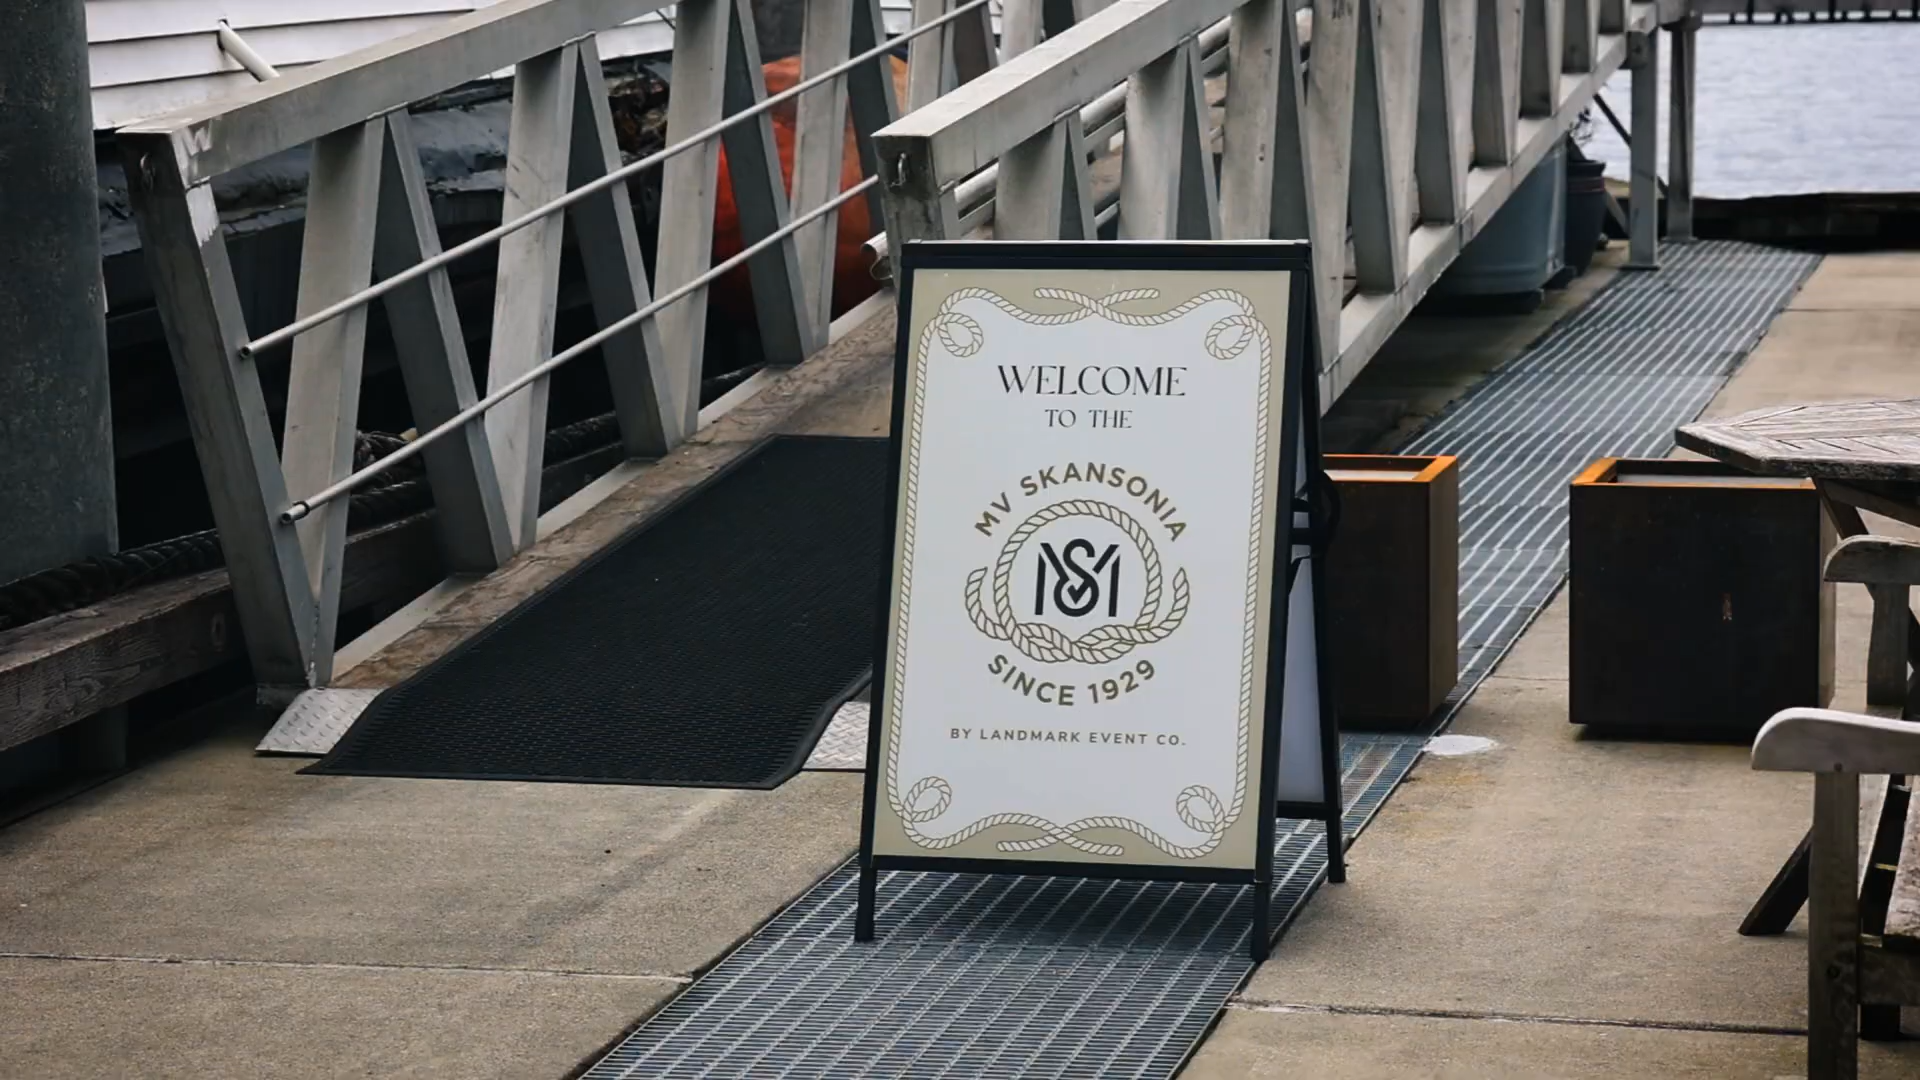 WELCOME
TO THE
MV SKANSONIA
MS
SINCE 1929
BY LANDMARK EVENT CO.